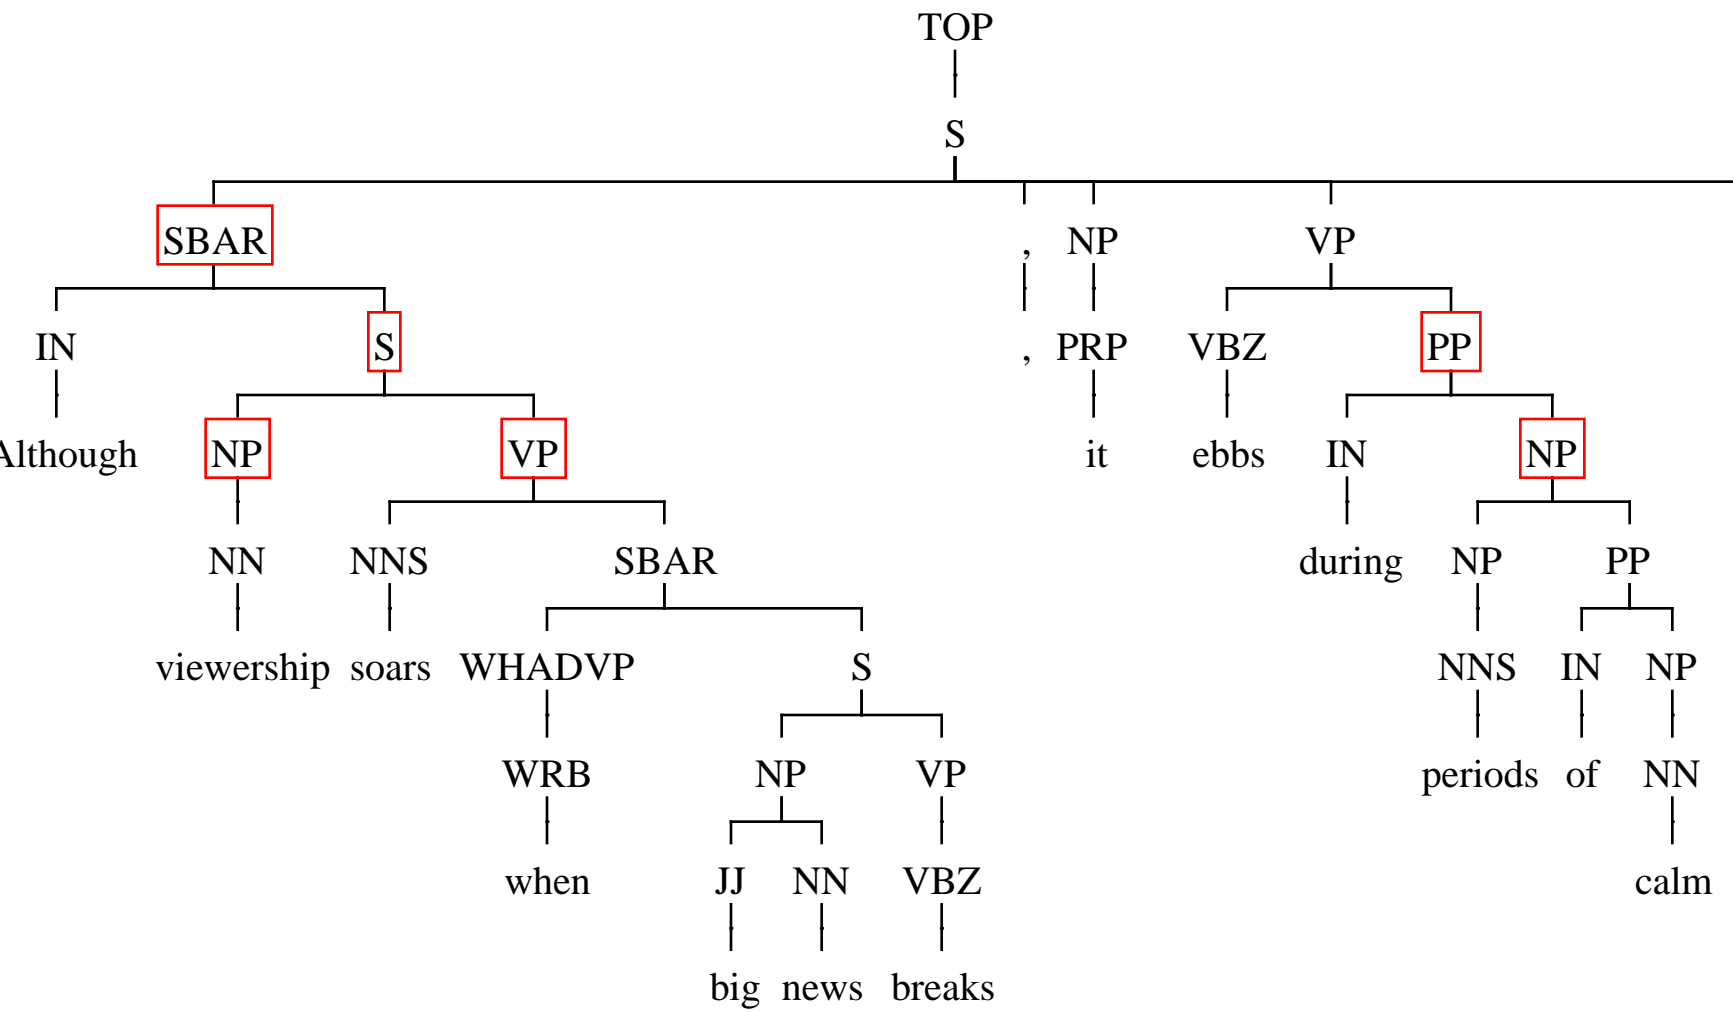 TOP
S
SBAR , NP VP
IN S , PRP VBZ PP
Although NP VP it ebbs IN NP
NN NNS SBAR during NP PP
viewership soars WHADVP S NNS IN NP
WRB NP VP periods of NN
when JJ NN VBZ calm
big news breaks